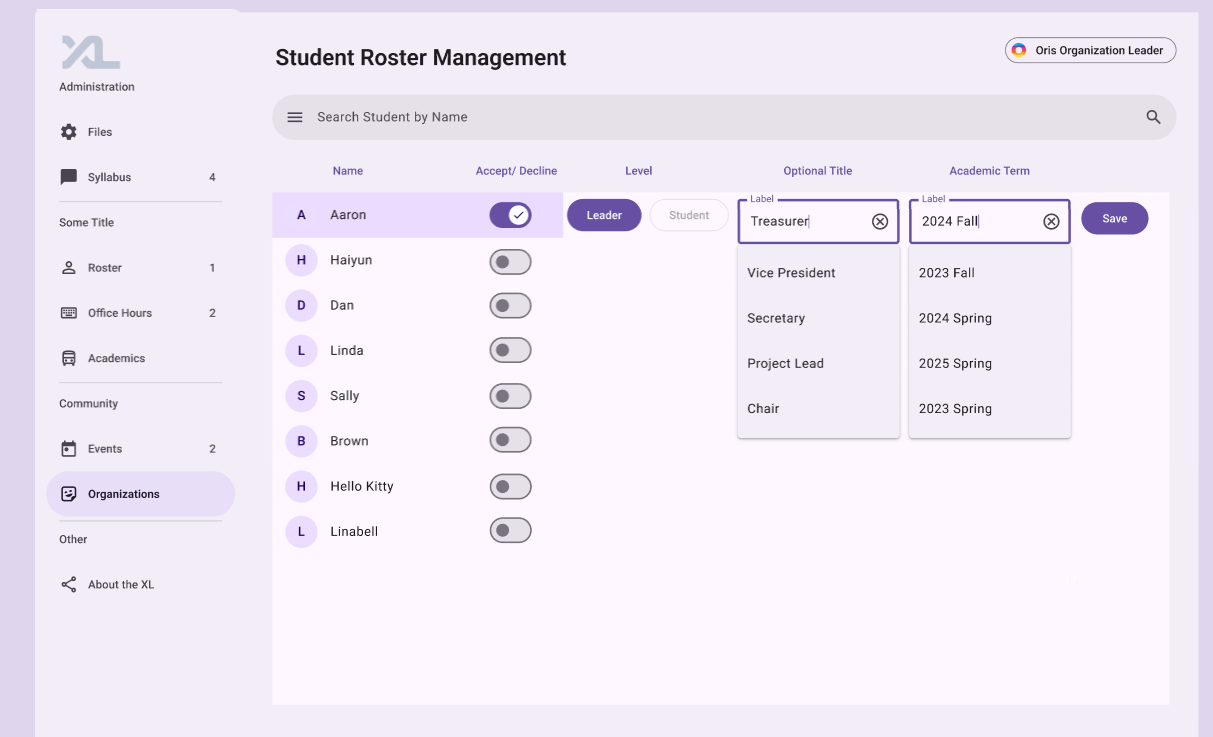 XL
Administration
Files
Syllabus 4
Some Title
Roster 1
Office Hours 2
Academics
Community
Events 2
Organizations
Other
About the XL
Student Roster Management
Oris Organization Leader
Search Student by Name
Name Accept/ Decline Level Optional Title Academic Term
A Aaron Leader Student Label Treasurer Label 2024 Fall Save
H Haiyun
D Dan
L Linda
S Sally
B Brown
H Hello Kitty
L Linabell
Vice President
Secretary
Project Lead
Chair
2023 Fall
2024 Spring
2025 Spring
2023 Spring